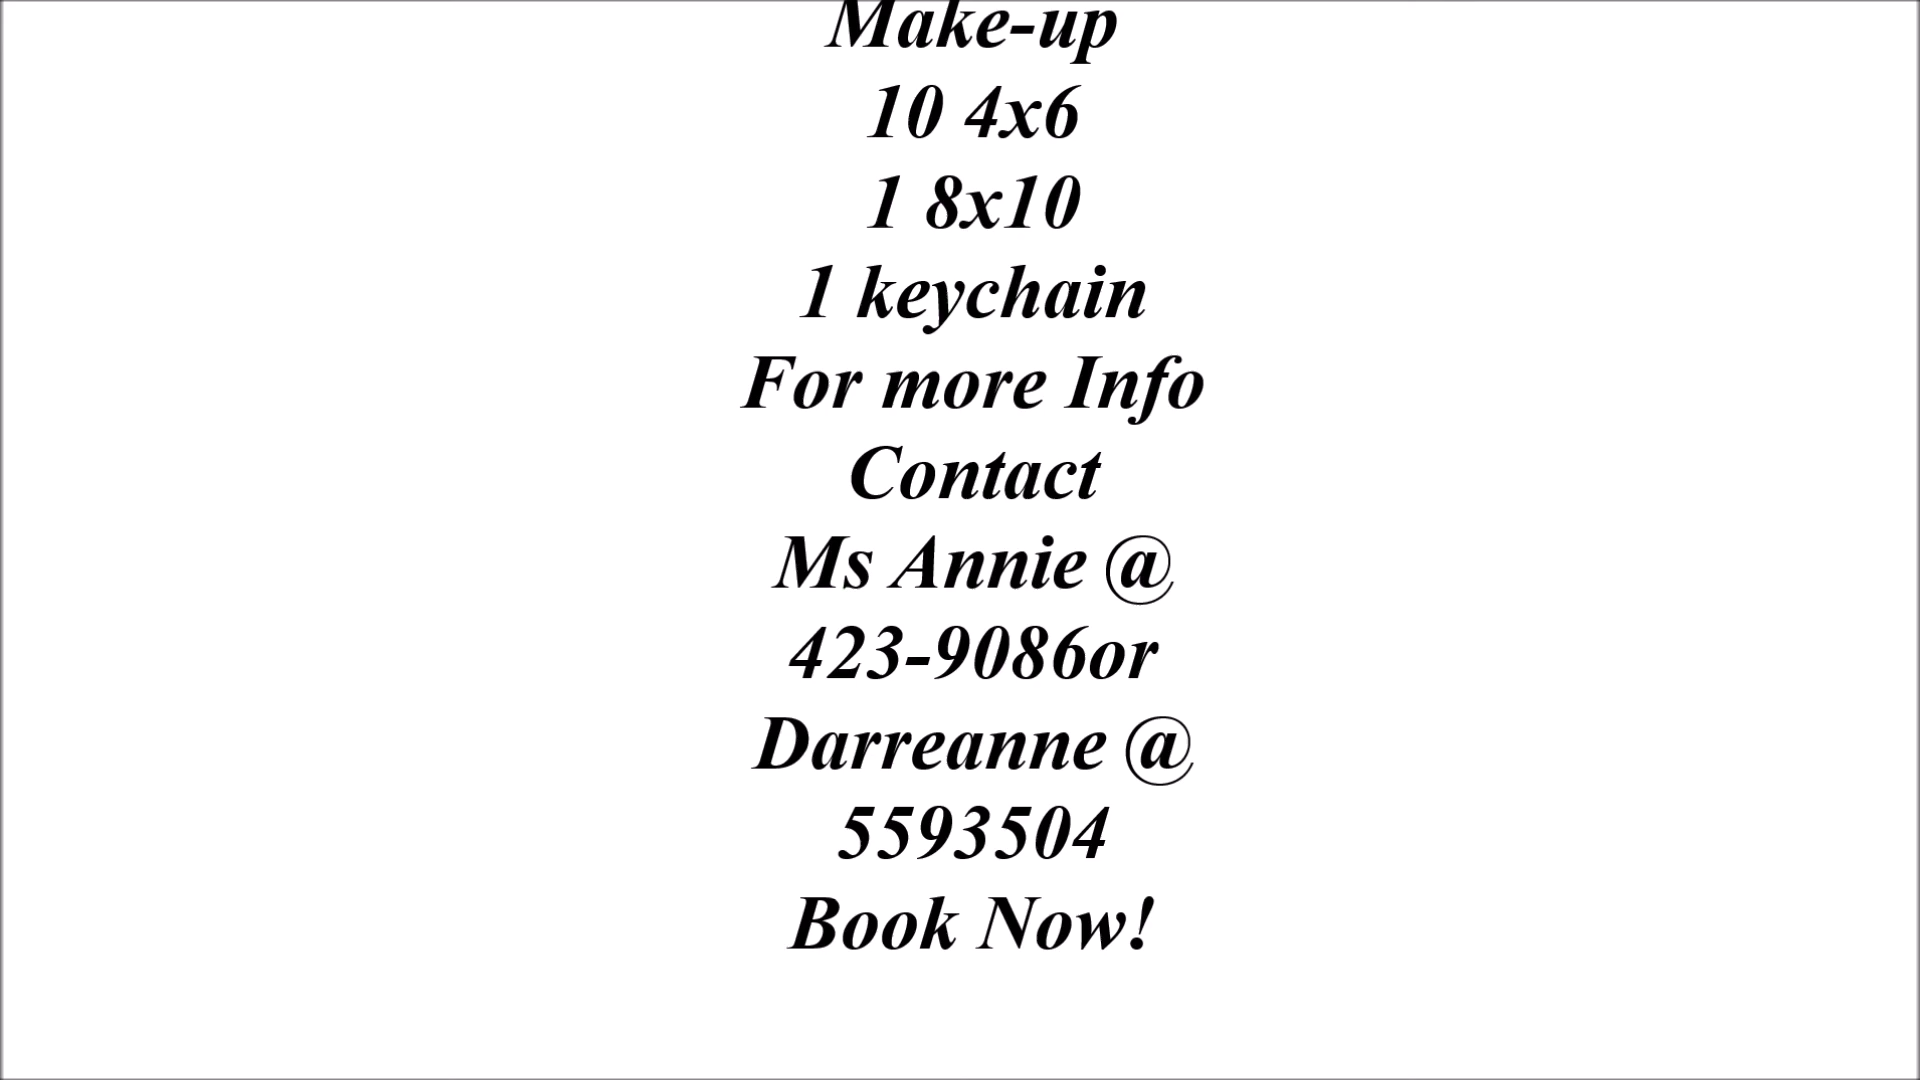 Make-up
10 4x6
1 8x10
1 keychain
For more Info
Contact
Ms Annie @
423-9086or
Darreanne @
5593504
Book Now!